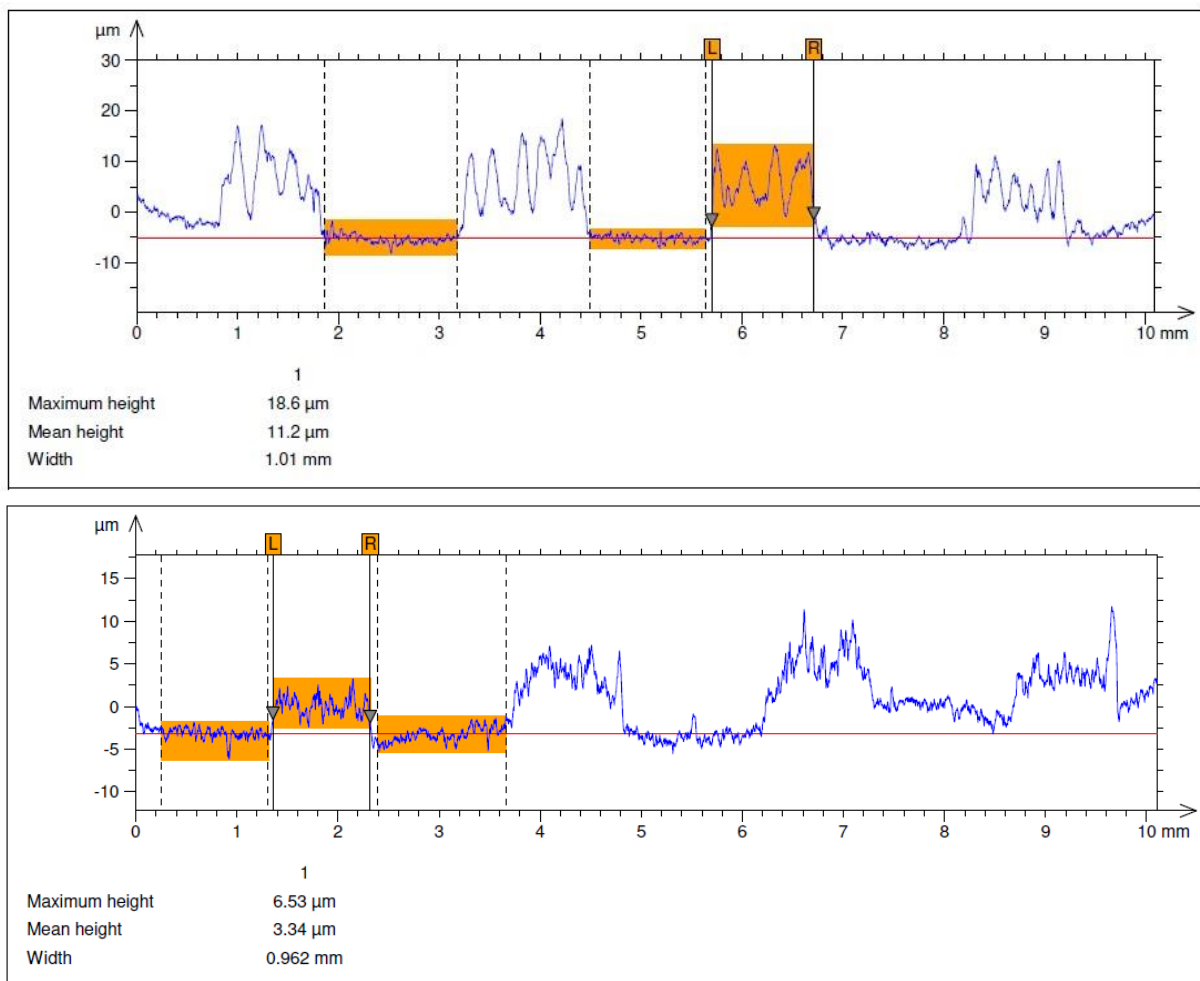 µm
L R
30
20
10
0
-10
0 1 2 3 4 5 6 7 8 9 10 mm
1
Maximum height 18.6 µm
Mean height 11.2 µm
Width 1.01 mm
µm
L R
15
10
5
0
-5
-10
0 1 2 3 4 5 6 7 8 9 10 mm
1
Maximum height 6.53 µm
Mean height 3.34 µm
Width 0.962 mm